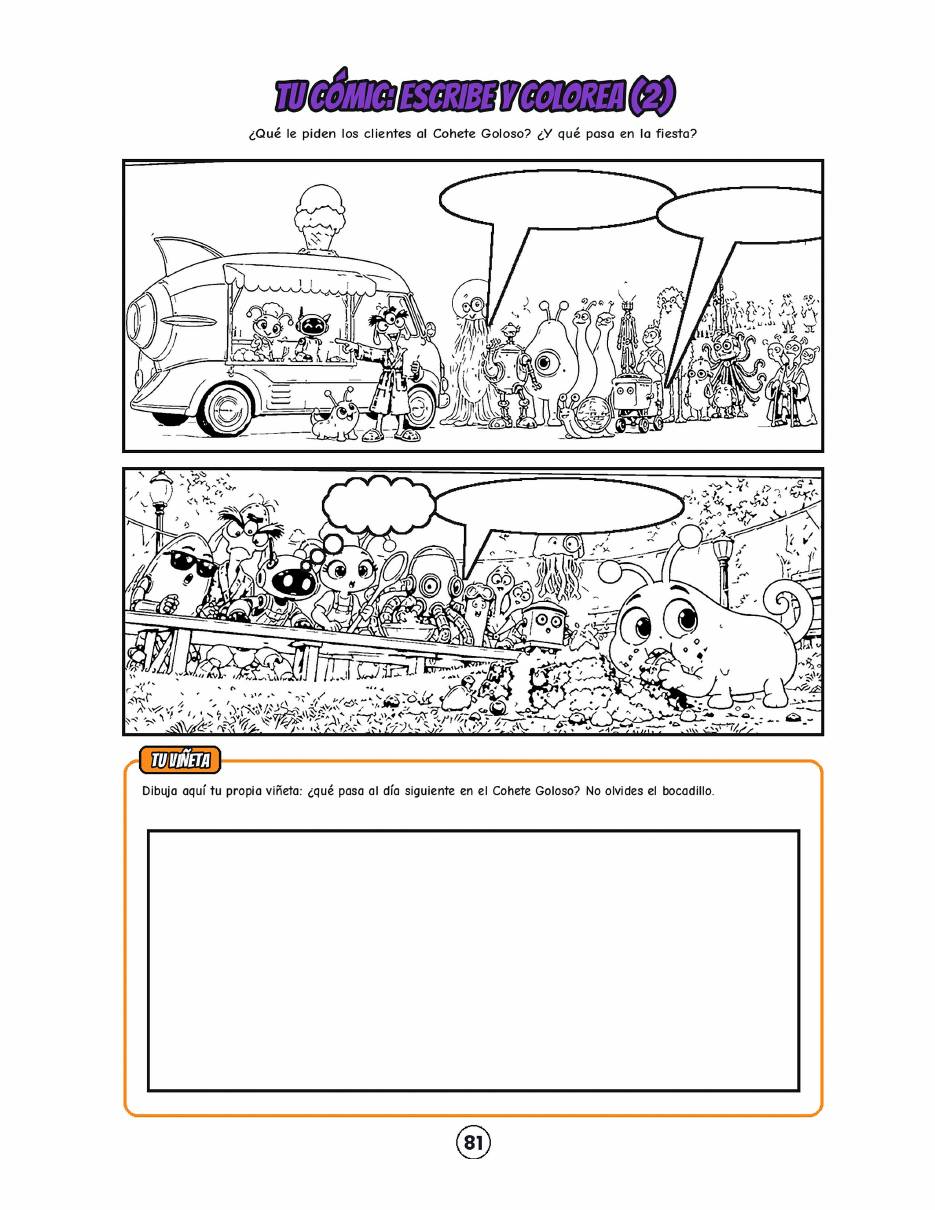 TU CÓMIC: ESCRIBE Y COLOREA (2)
¿Qué le piden los clientes al Cohete Goloso? ¿Y qué pasa en la fiesta?
TU VIÑETA
Dibuja aquí tu propia viñeta: ¿qué pasa al día siguiente en el Cohete Goloso? No olvides el bocadillo.
81